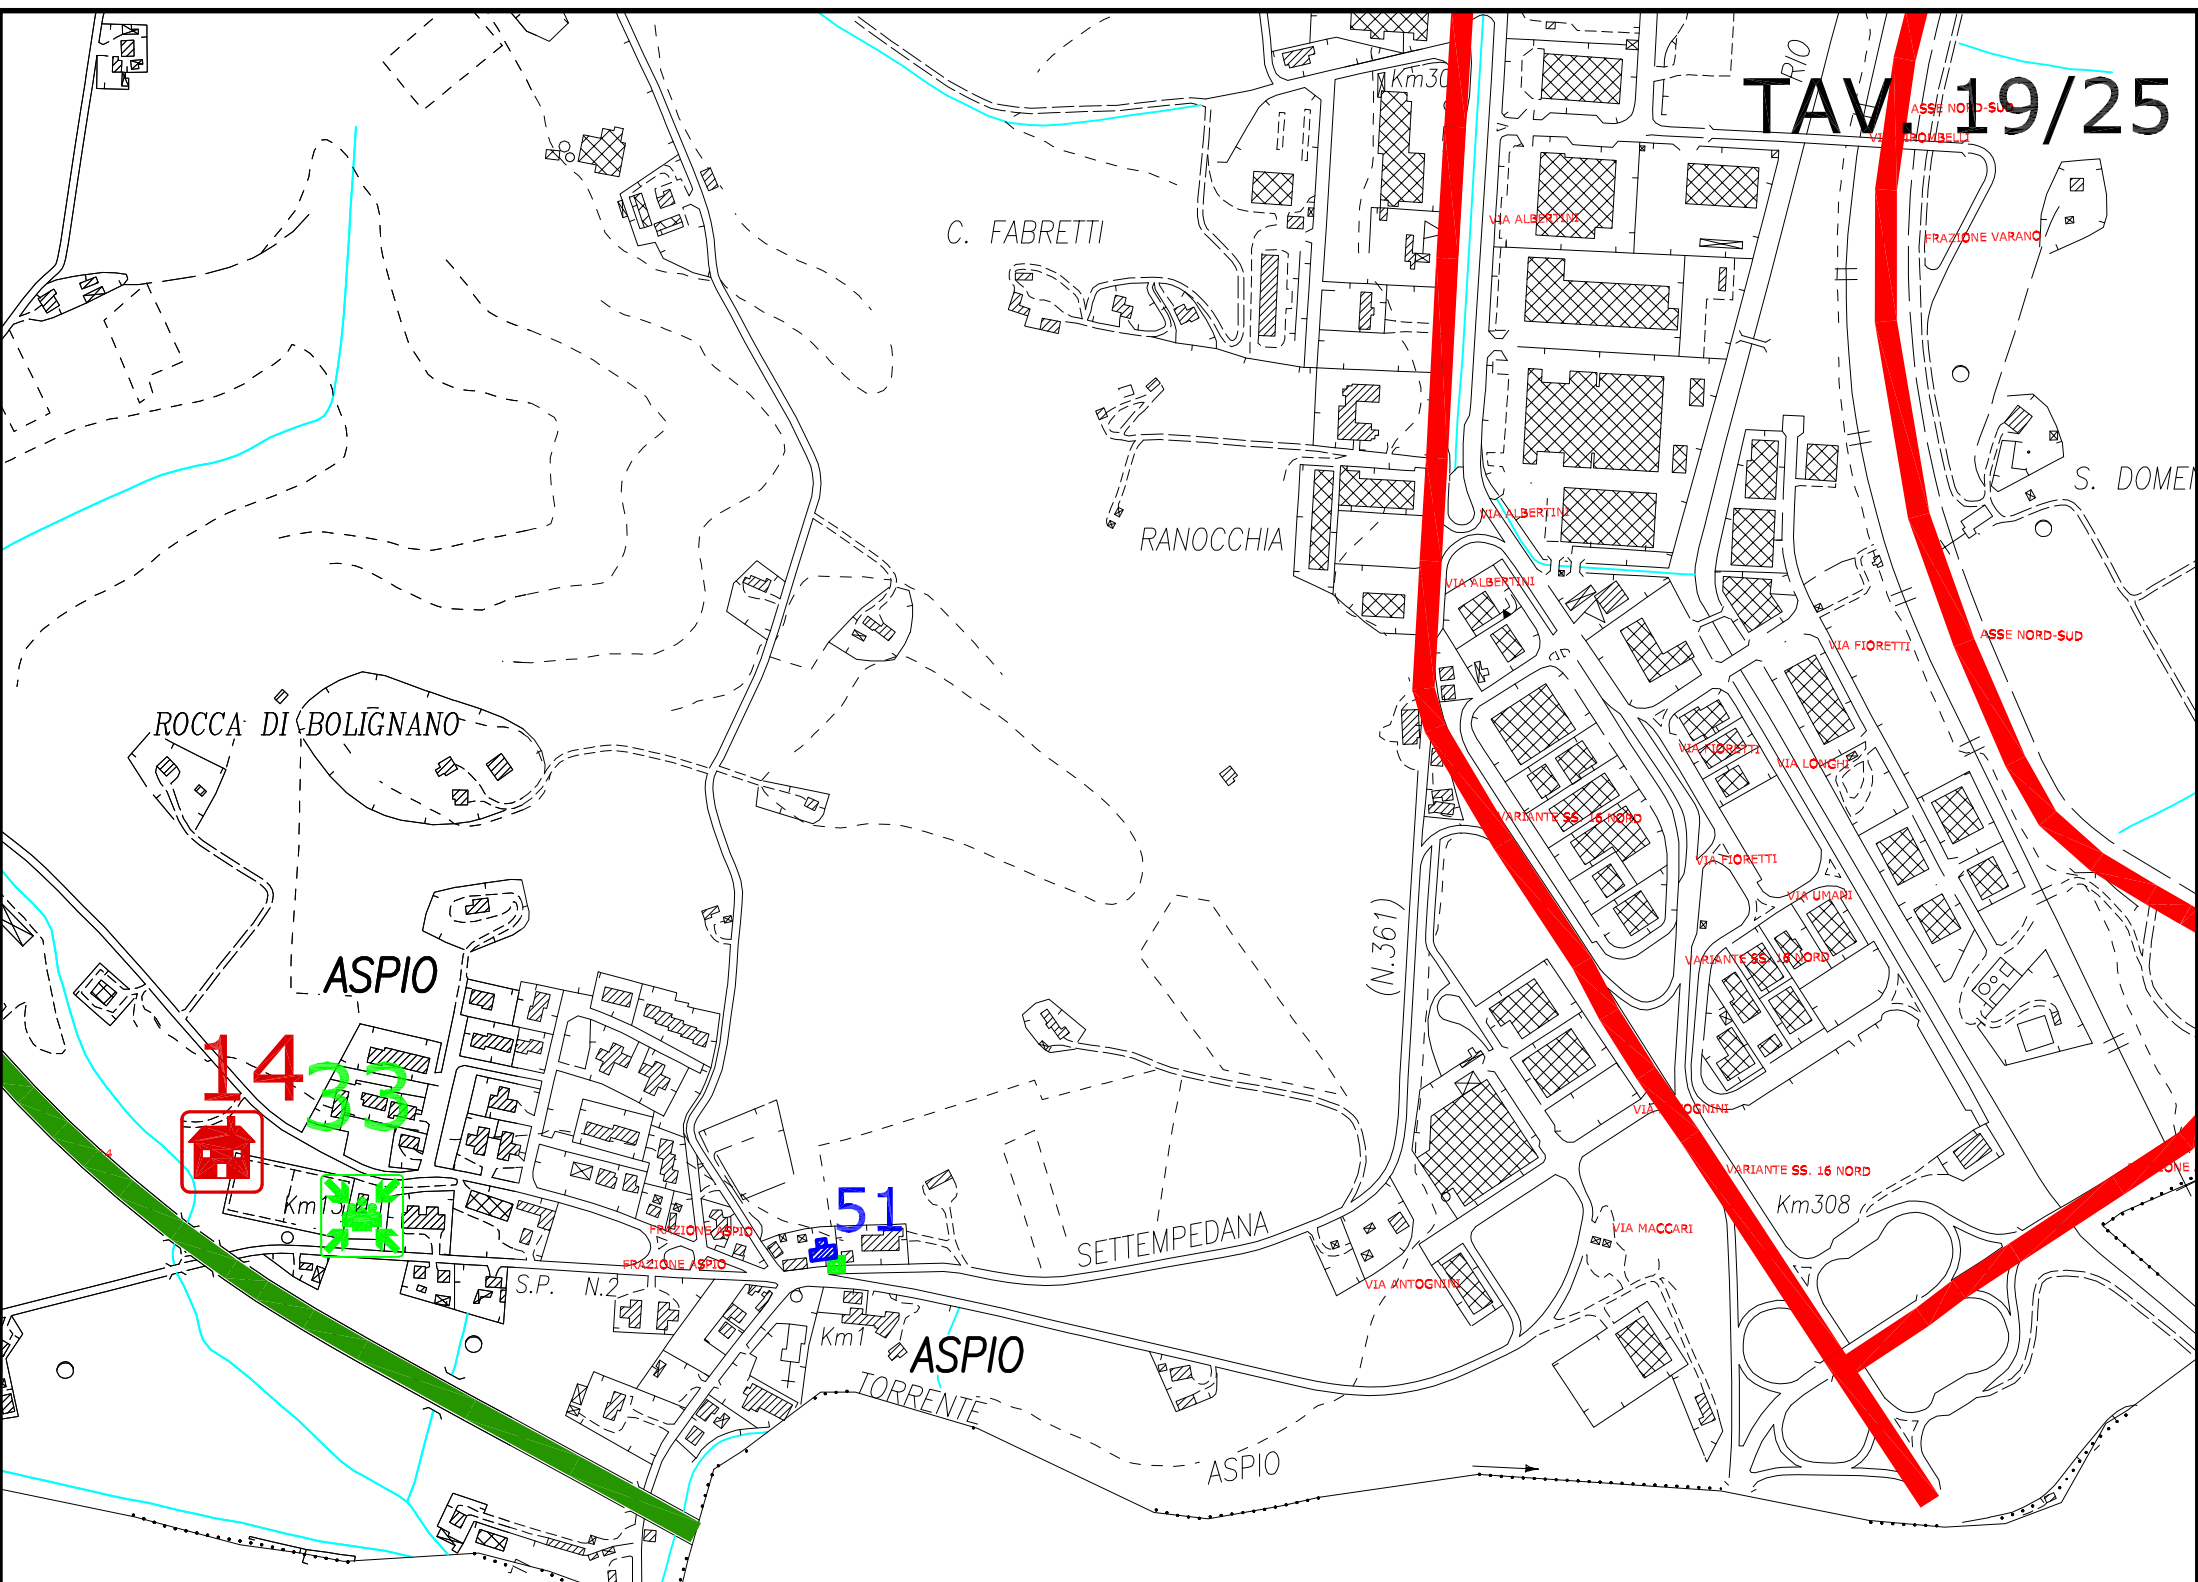 Km30
RIO
TAV. 19/25
ASSE NORD-SUD
VIA ALBERTINI
C. FABRETTI
FRAZIONE VARANO
S. DOMEN
VIA ALBERTINI
RANOCCHIA
VIA ALBERTINI
ASSE NORD-SUD
VIA FIORETTI
ROCCA DI BOLIGNANO
VIA FIORETTI
VIA LONGHI
VARIANTE SS. 16 NORD
VIA FIORETTI
VIA UMANI
(N.361)
VARIANTE SS. 16 NORD
ASPIO
14
33
VIA ANTOGNINI
4
VARIANTE SS. 16 NORD
Km308
51
FRAZIONE ASPIO
SETTEMPEDANA
VIA MACCARI
FRAZIONE ASPIO
VIA ANTOGNINI
S.P. N.2
Km1
ASPIO
TORRENTE
ASPIO